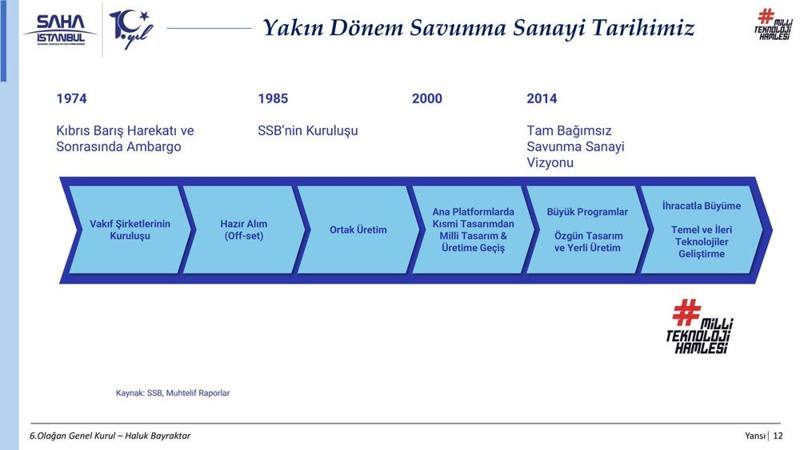 SAHA
İSTANBUL
10.yıl
Yakın Dönem Savunma Sanayi Tarihimiz
#MİLLİ
TEKNOLOJİ
HAMLESİ
1974
Kıbrıs Barış Harekatı ve
Sonrasında Ambargo
1985
SSB’nin Kuruluşu
2000
2014
Tam Bağımsız
Savunma Sanayi
Vizyonu
Vakıf Şirketlerinin
Kuruluşu
Hazır Alım
(Off-set)
Ortak Üretim
Ana Platformlarda
Kısmi Tasarımdan
Milli Tasarım &
Üretime Geçiş
Büyük Programlar
Özgün Tasarım
ve Yerli Üretim
İhracatla Büyüme
Temel ve İleri
Teknolojiler
Geliştirme
#MİLLİ
TEKNOLOJİ
HAMLESİ
Kaynak: SSB, Muhtelif Raporlar
6.Olağan Genel Kurul – Haluk Bayraktar
Yansı| 12